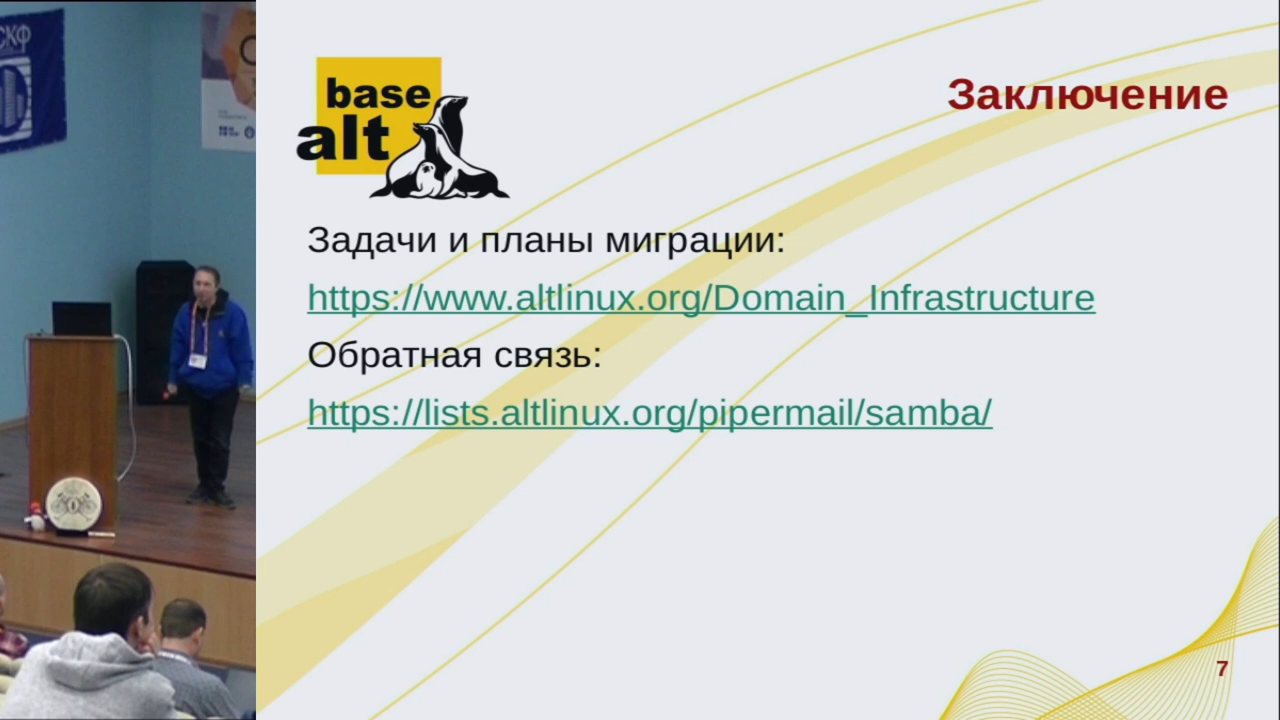 СКФ
base
alt
Заключение
Задачи и планы миграции:
https://www.altlinux.org/Domain_Infrastructure
Обратная связь:
https://lists.altlinux.org/pipermail/samba/
7